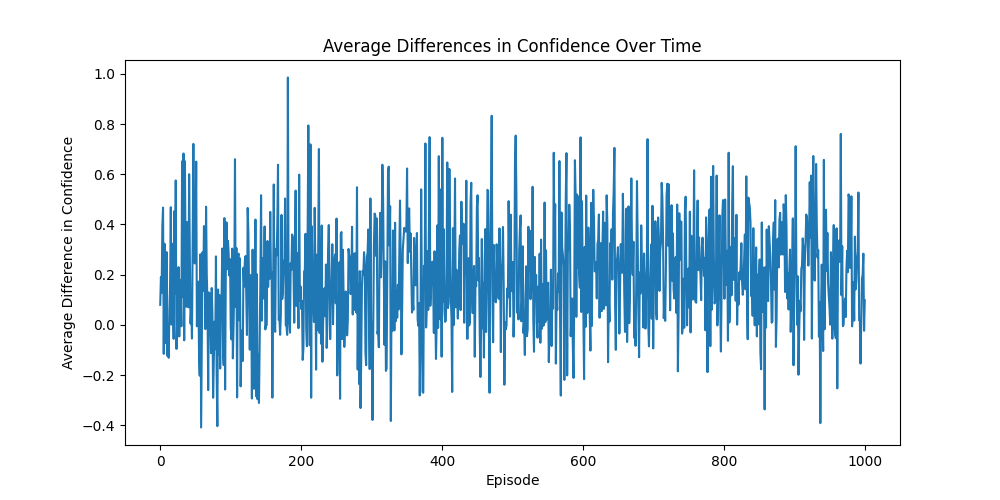 Average Differences in Confidence Over Time
1.0
0.8
0.6
0.4
0.2
0.0
−0.2
−0.4
Average Difference in Confidence
0 200 400 600 800 1000
Episode